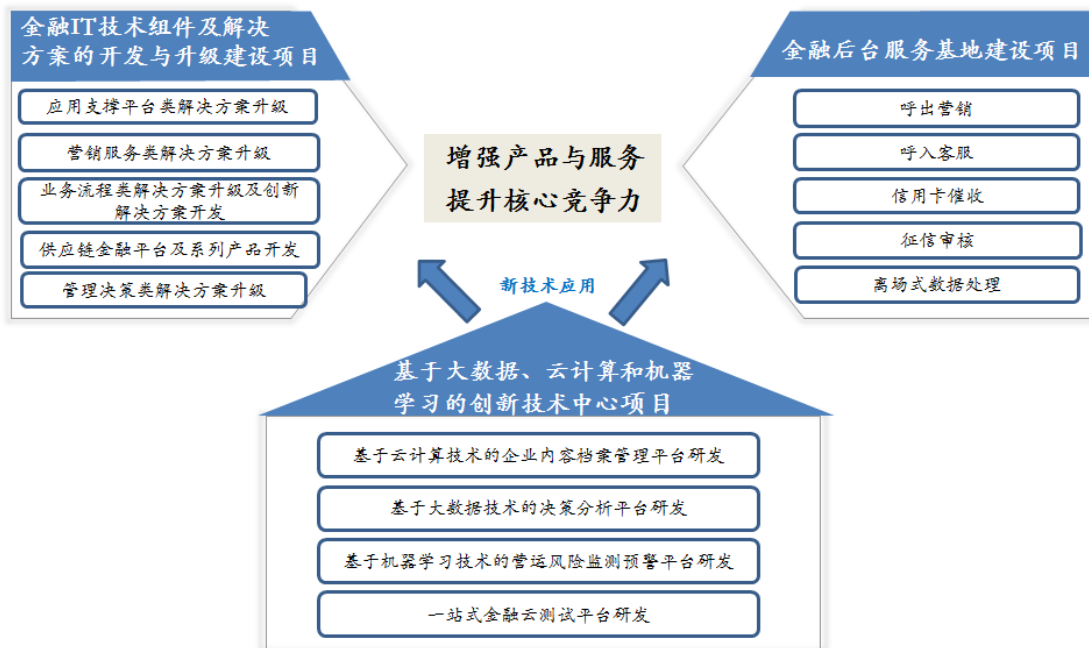 金融IT技术组件及解决
方案的开发与升级建设项目
应用支撑平台类解决方案升级
营销服务类解决方案升级
业务流程类解决方案升级及创新
解决方案开发
供应链金融平台及系列产品开发
管理决策类解决方案升级
增强产品与服务
提升核心竞争力
新技术应用
金融后台服务基地建设项目
呼出营销
呼入客服
信用卡催收
征信审核
离场式数据处理
基于大数据、云计算和机器
学习的创新技术中心项目
基于云计算技术的企业内容档案管理平台研发
基于大数据技术的决策分析平台研发
基于机器学习技术的营运风险监测预警平台研发
一站式金融云测试平台研发